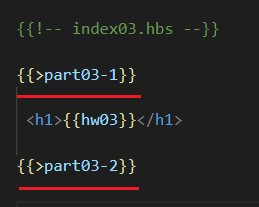 {{!-- index03.hbs --}}
{{>part03-1}}
<h1>{{hw03}}</h1>
{{>part03-2}}